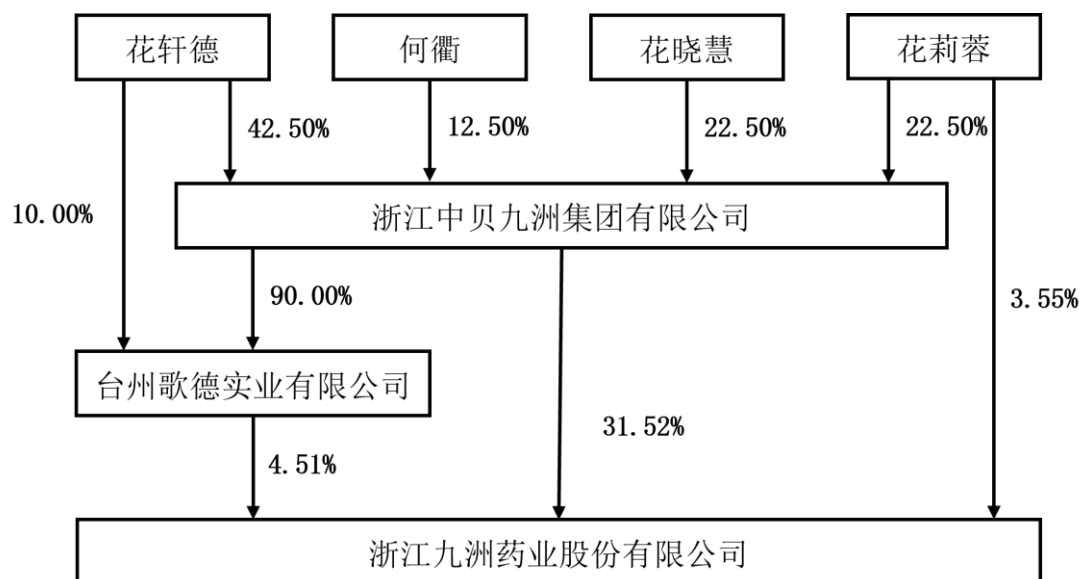 花轩德
何衢
花晓慧
花莉蓉
42.50%
12.50%
22.50%
22.50%
10.00%
浙江中贝九洲集团有限公司
90.00%
3.55%
台州歌德实业有限公司
31.52%
4.51%
浙江九洲药业股份有限公司